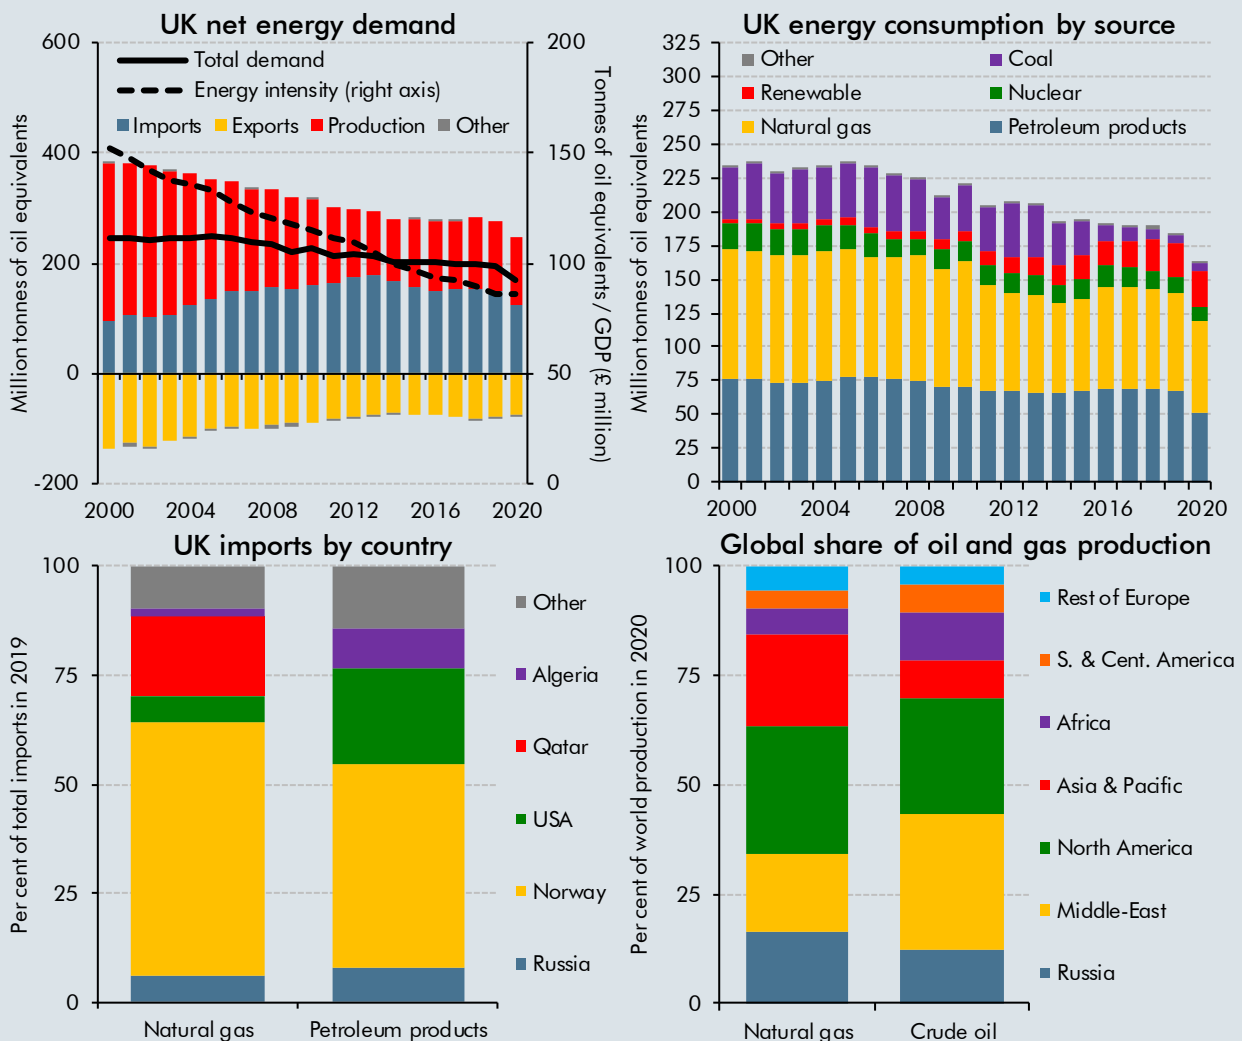 UK net energy demand
600
400
200
0
-200
200
150
100
50
0
Million tonnes of oil equivalents
Tonnes of oil equivalents / GDP (£ million)
Total demand
Energy intensity (right axis)
Imports Exports Production Other
2000 2004 2008 2012 2016 2020
UK energy consumption by source
325
300
275
250
225
200
175
150
125
100
75
50
25
0
Million tonnes of oil equivalents
Other Coal
Renewable Nuclear
Natural gas Petroleum products
2000 2004 2008 2012 2016 2020
UK imports by country
100
75
50
25
0
Per cent of total imports in 2019
Other
Algeria
Qatar
USA
Norway
Russia
Natural gas Petroleum products
Global share of oil and gas production
100
75
50
25
0
Per cent of world production in 2020
Rest of Europe
S. & Cent. America
Africa
Asia & Pacific
North America
Middle-East
Russia
Natural gas Crude oil